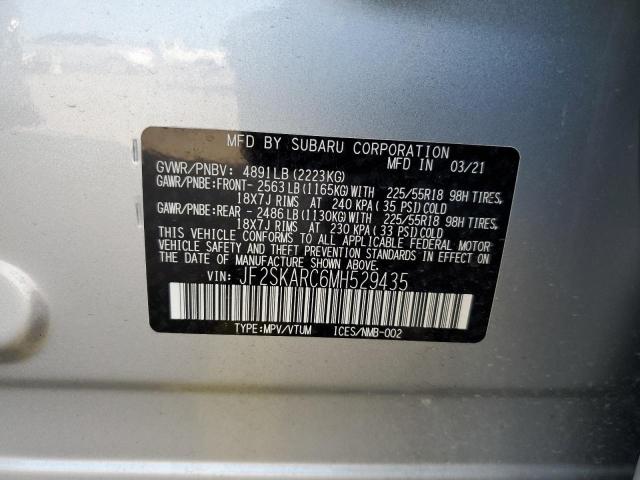 MFD BY SUBARU CORPORATION
MFD IN 03/21
GVWR/PNBV: 4891LB (2223KG)
GAWR/PNBE:FRONT- 2563LB (1165KG)WITH 225/55R18 98H TIRES,
18X7J RIMS AT 240 KPA (35 PSI)COLD
GAWR/PNBE:REAR - 2486LB (1130KG)WITH 225/55R18 98H TIRES,
18X7J RIMS AT 230 KPA (33 PSI)COLD
THIS VEHICLE CONFORMS TO ALL APPLICABLE FEDERAL MOTOR
VEHICLE SAFETY AND THEFT PREVENTION STANDARDS IN EFFECT ON
THE DATE OF MANUFACTURE SHOWN ABOVE.
VIN: JF2SKARC6MH529435
TYPE:MPV/VTUM ICES/NMB-002